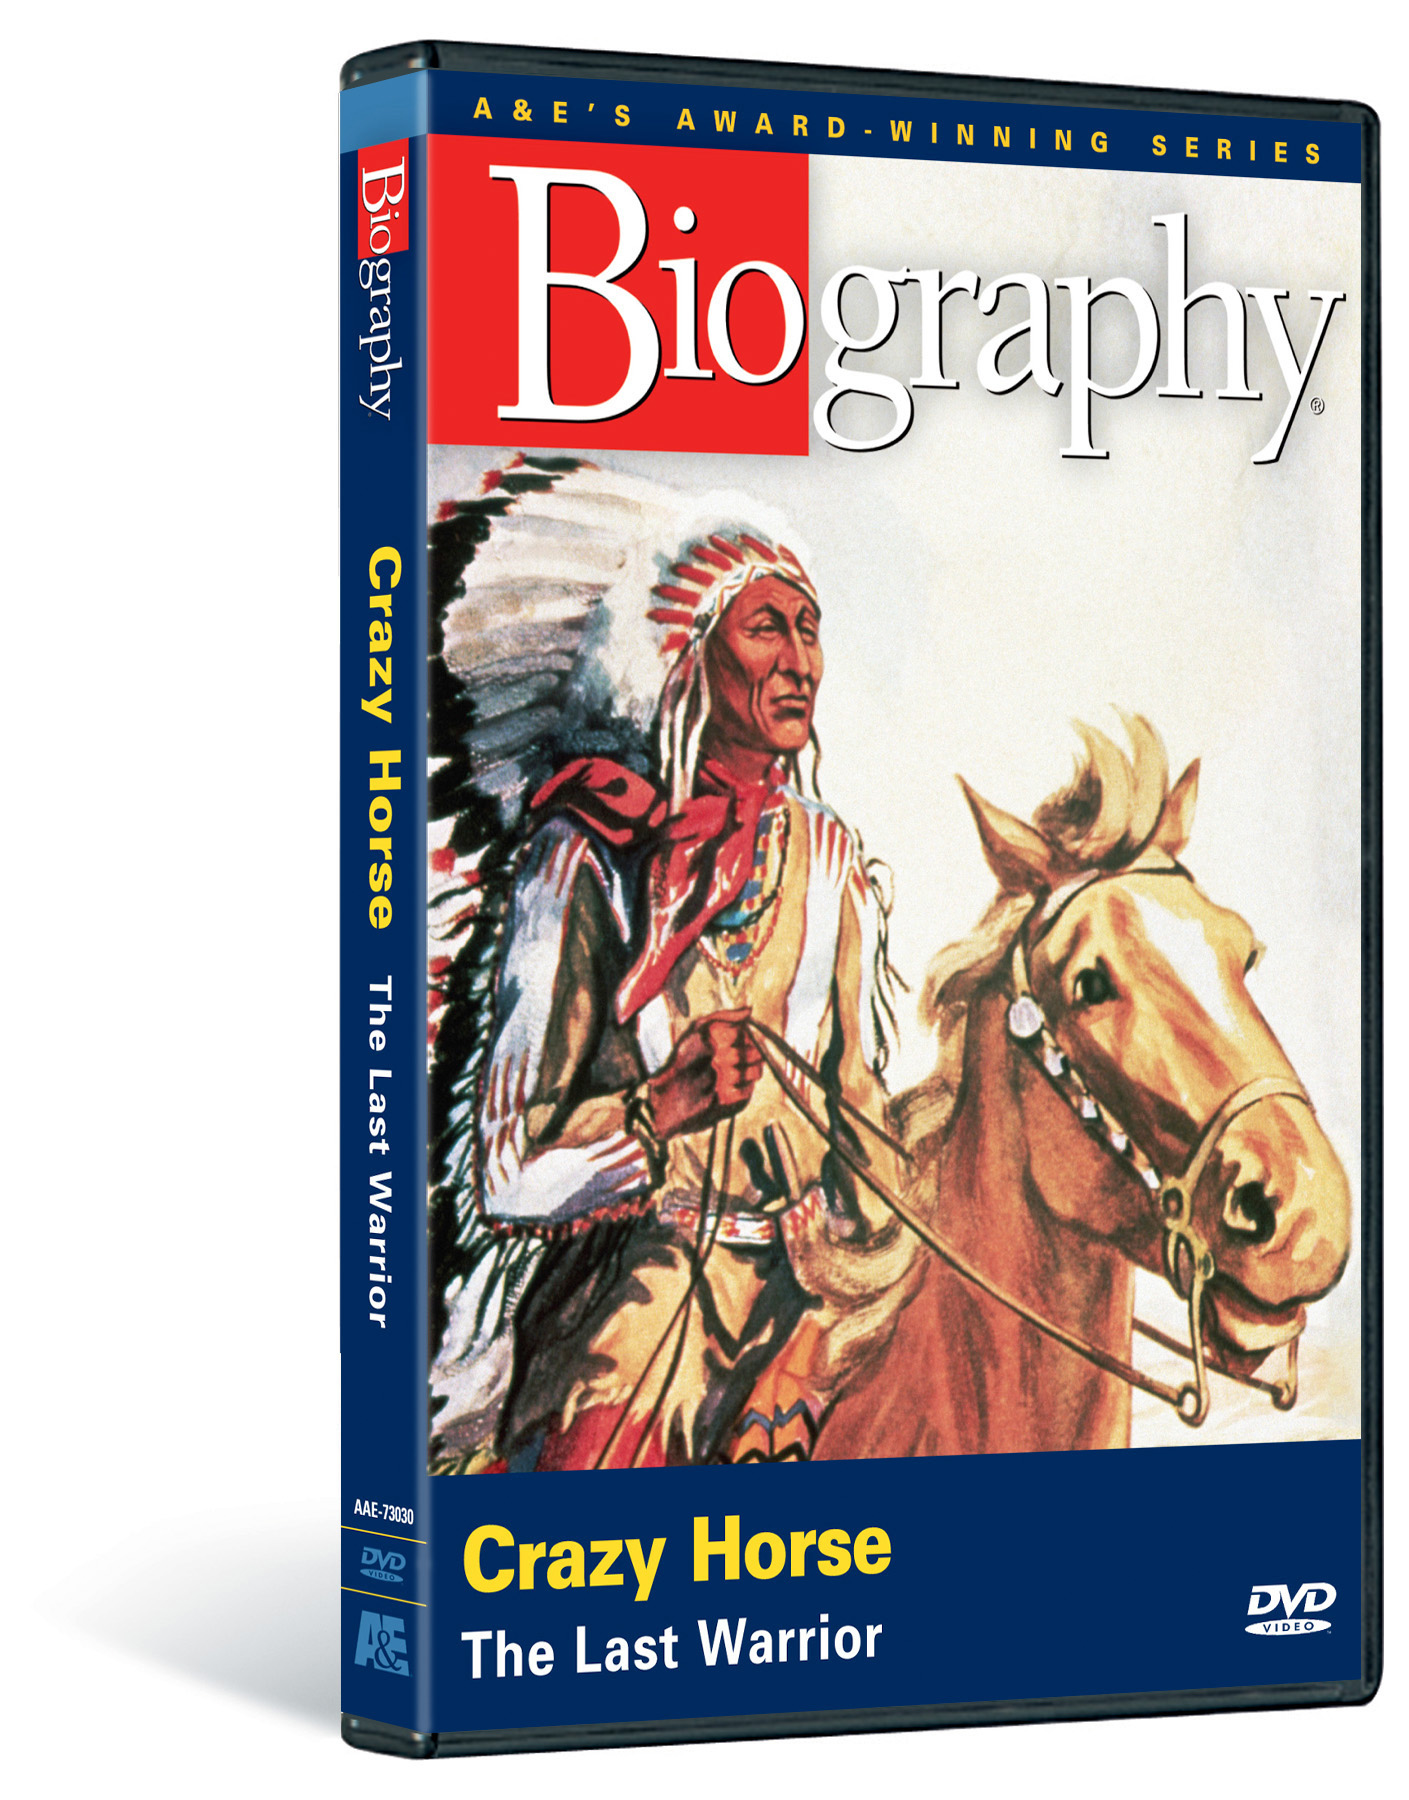 A&E'S AWARD-WINNING SERIES
Biography®
Crazy Horse
The Last Warrior
DVD
VIDEO
Biography
Crazy Horse The Last Warrior
AAE-73030
DVD
VIDEO
A&E